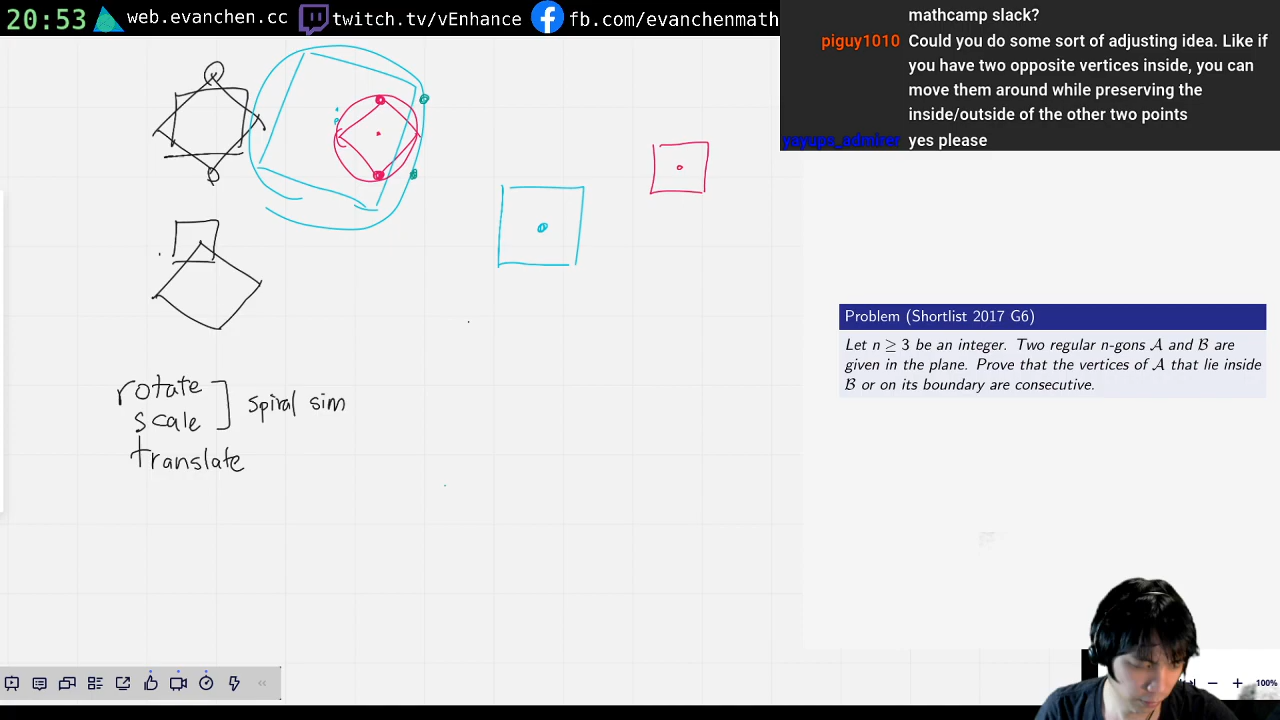 20:53 web.evanchen.cc twitch.tv/vEnhance fb.com/evanchenmath
mathcamp slack?
piguy1010 Could you do some sort of adjusting idea. Like if
you have two opposite vertices inside, you can
move them around while preserving the
inside/outside of the other two points
yayups_admirer yes please
Problem (Shortlist 2017 G6)
Let n ≥ 3 be an integer. Two regular n-gons 𝒜 and ℬ are
given in the plane. Prove that the vertices of 𝒜 that lie inside
ℬ or on its boundary are consecutive.
rotate
scale
spiral sim
translate
100%